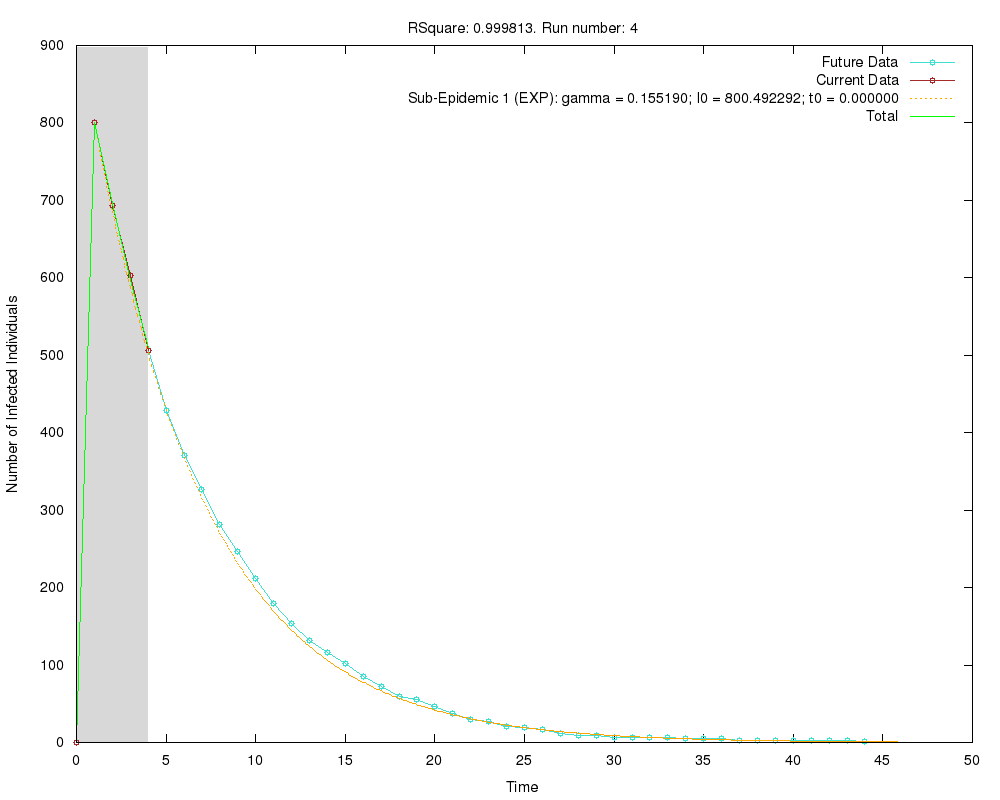 RSquare: 0.999813. Run number: 4
900
800
700
600
500
400
300
200
100
0
Number of Infected Individuals
Future Data
Current Data
Sub-Epidemic 1 (EXP): gamma = 0.155190; I0 = 800.492292; t0 = 0.000000
Total
0 5 10 15 20 25 30 35 40 45 50
Time